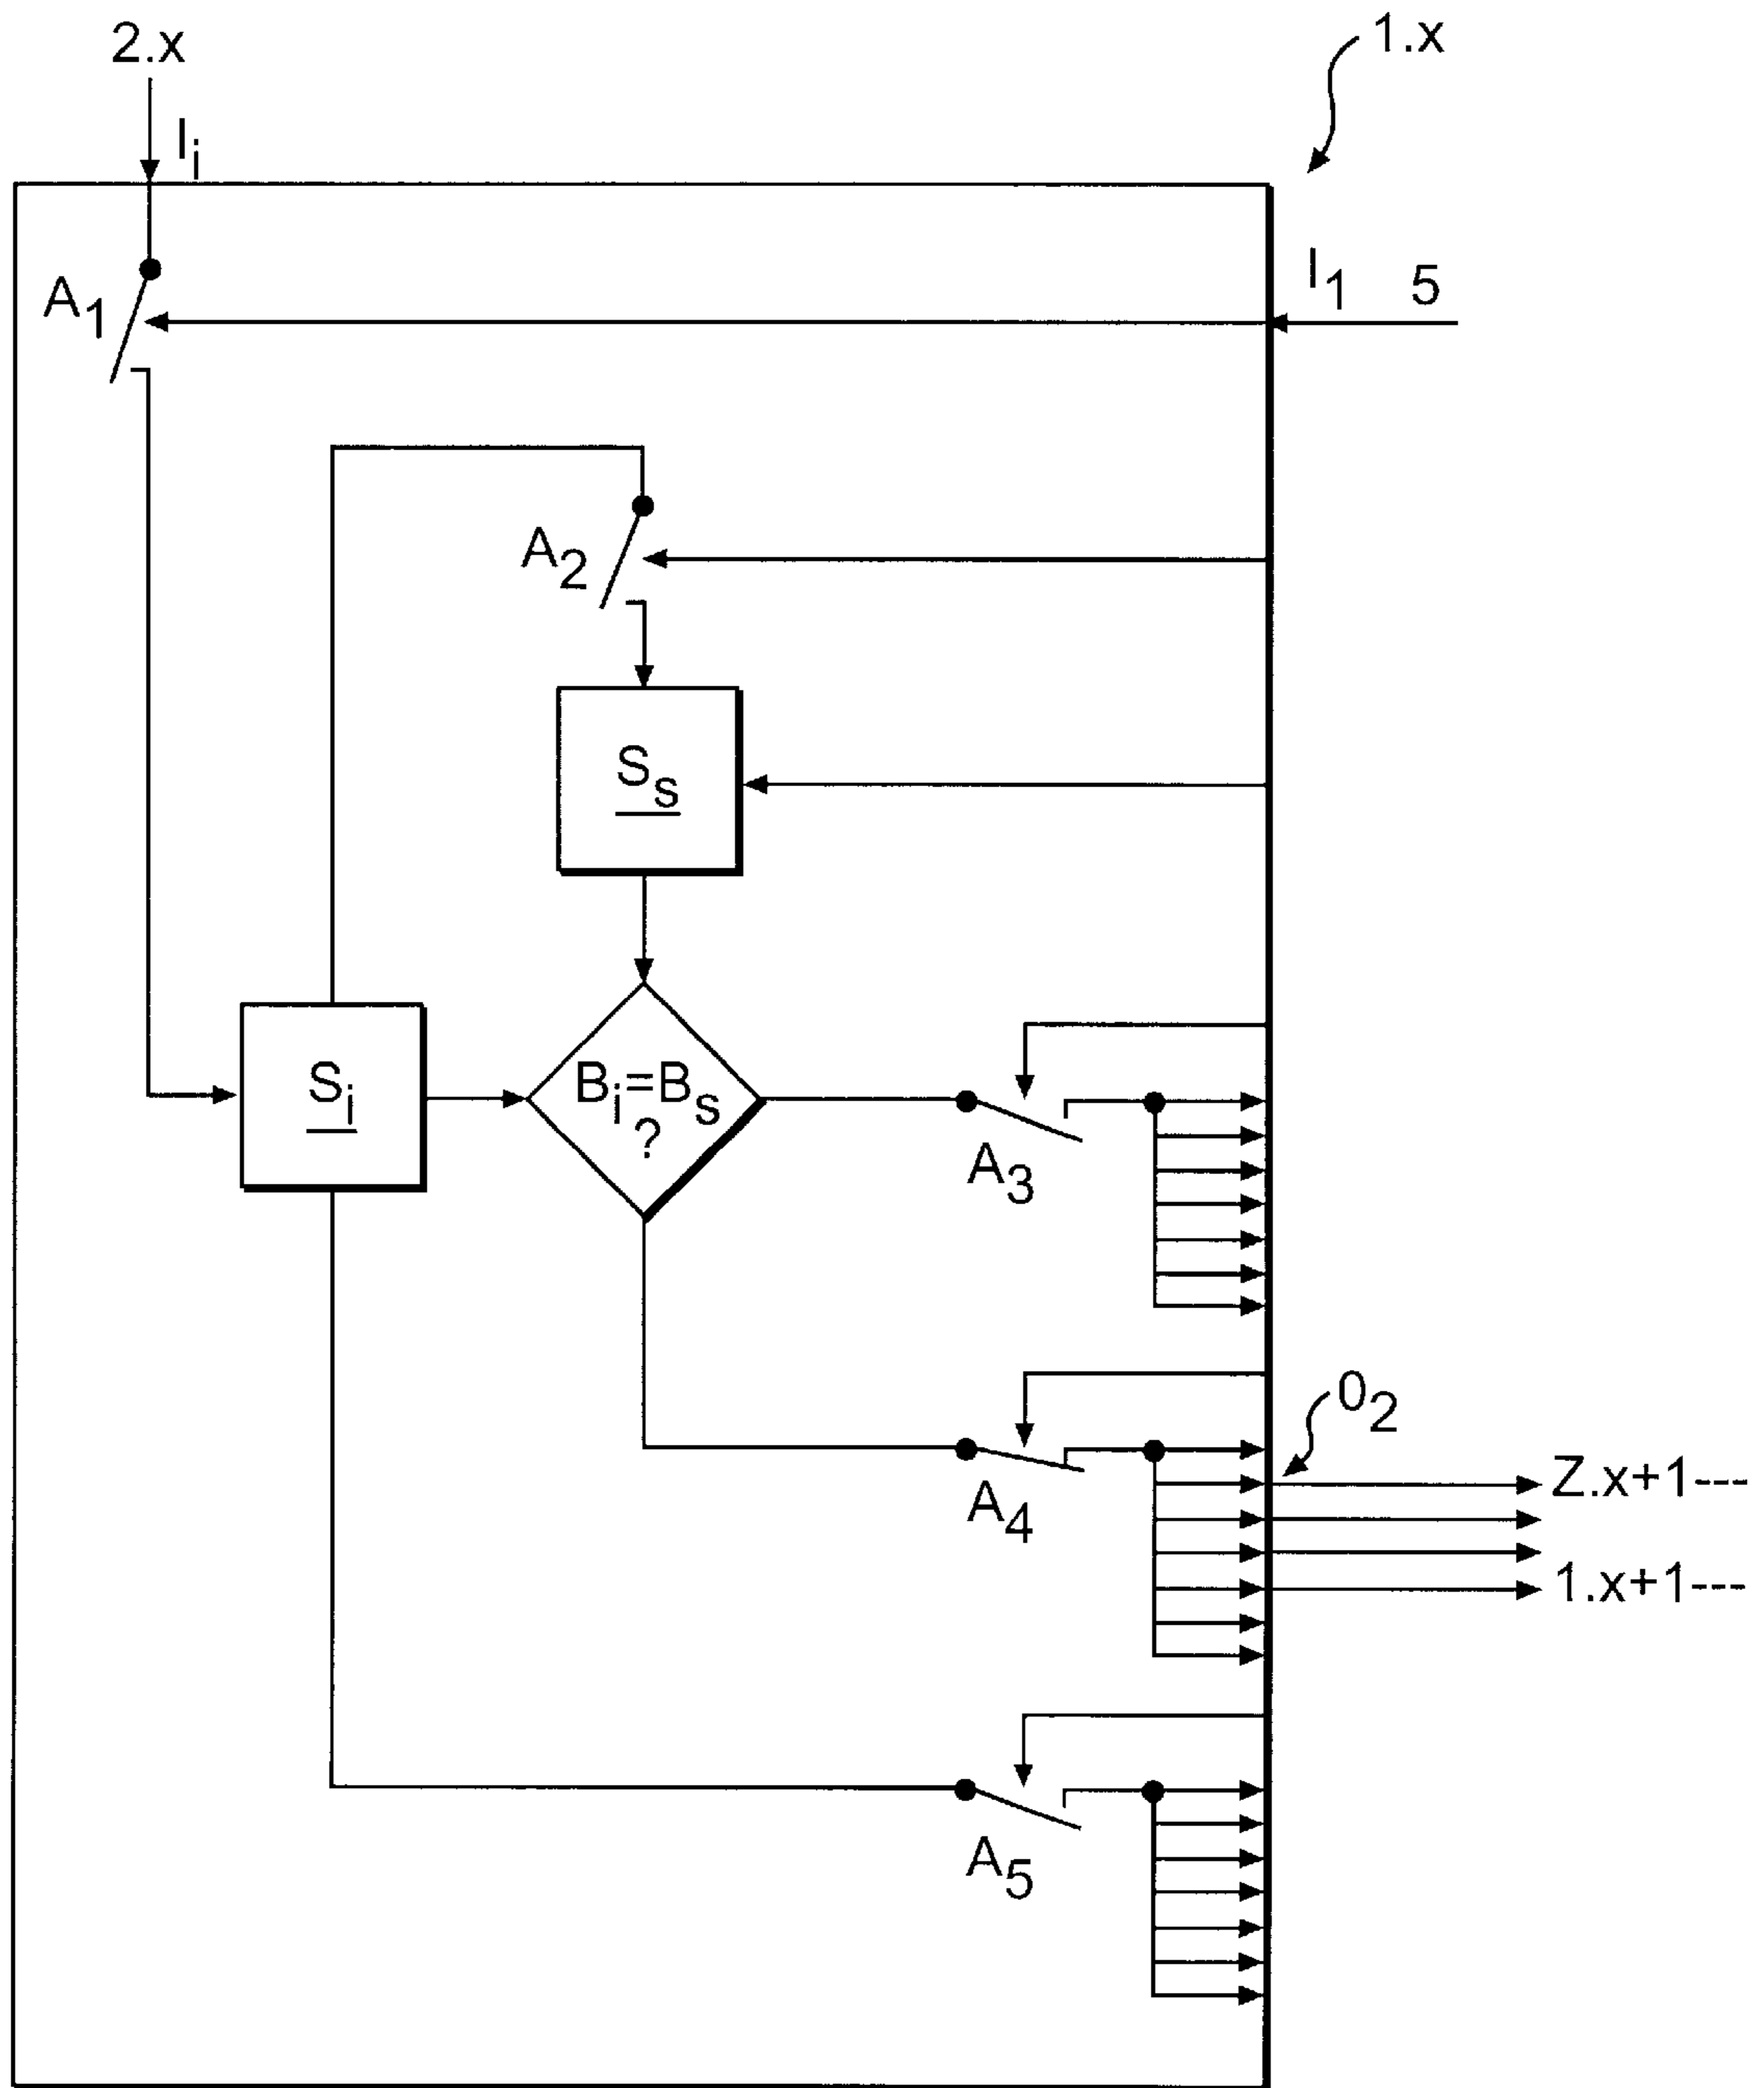 2.x
1.x
Ii
A1
I1
5
A2
Ss
Si
Bi=Bs
?
A3
02
A4
Z.x+1---
1.x+1---
A5